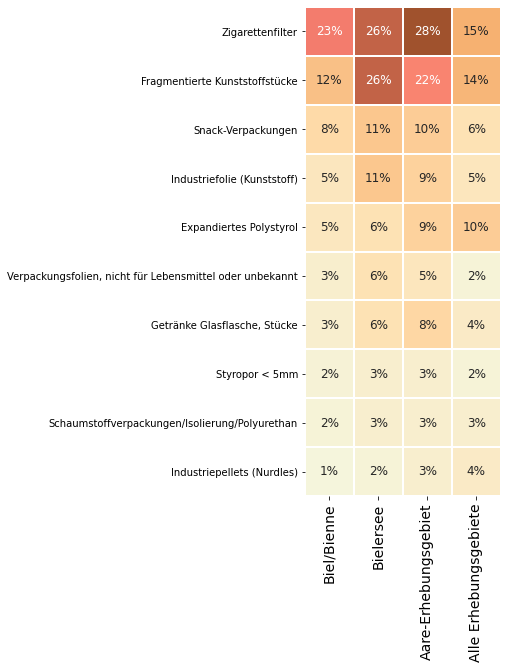 Zigarettenfilter 23% 26% 28% 15%
Fragmentierte Kunststoffstücke 12% 26% 22% 14%
Snack-Verpackungen 8% 11% 10% 6%
Industriefolie (Kunststoff) 5% 11% 9% 5%
Expandiertes Polystyrol 5% 6% 9% 10%
Verpackungsfolien, nicht für Lebensmittel oder unbekannt 3% 6% 5% 2%
Getränke Glasflasche, Stücke 3% 6% 8% 4%
Styropor < 5mm 2% 3% 3% 2%
Schaumstoffverpackungen/Isolierung/Polyurethan 2% 3% 3% 3%
Industriepellets (Nurdles) 1% 2% 3% 4%
Biel/Bienne
Bielersee
Aare-Erhebungsgebiet
Alle Erhebungsgebiete